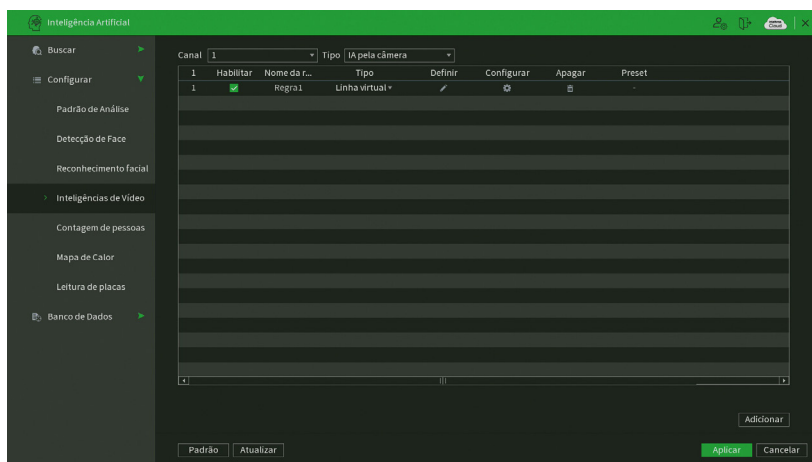 Inteligência Artificial
Cloud
Buscar
Configurar
Padrão de Análise
Detecção de Face
Reconhecimento facial
Inteligências de Vídeo
Contagem de pessoas
Mapa de Calor
Leitura de placas
Banco de Dados
Canal 1 Tipo IA pela câmera
1 Habilitar Nome da r... Tipo Definir Configurar Apagar Preset
1 Regra1 Linha virtual -
Adicionar
Padrão Atualizar Aplicar Cancelar